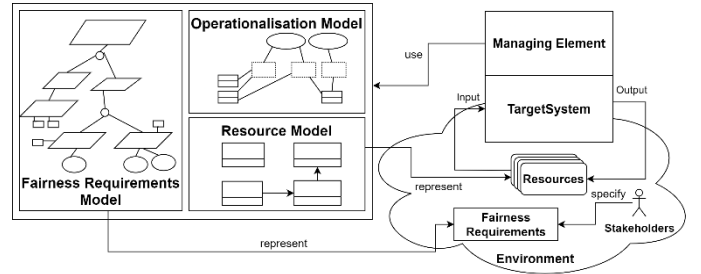 Operationalisation Model
Resource Model
Fairness Requirements
Model
use
Managing Element
TargetSystem
Input
Output
represent
Resources
specify
Stakeholders
Fairness
Requirements
represent
Environment